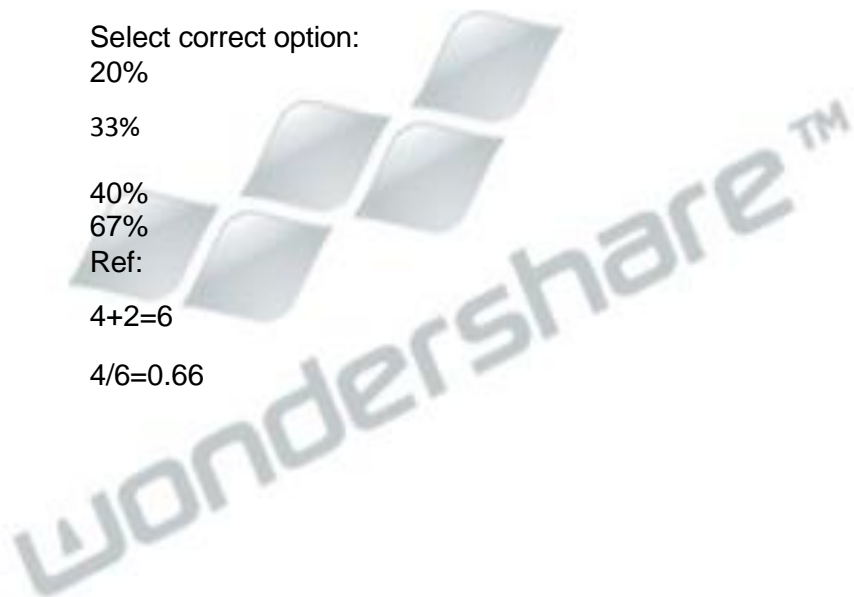 Select correct option:
20%
33%
40%
67%
Ref:
4+2=6
4/6=0.66
wondershare™